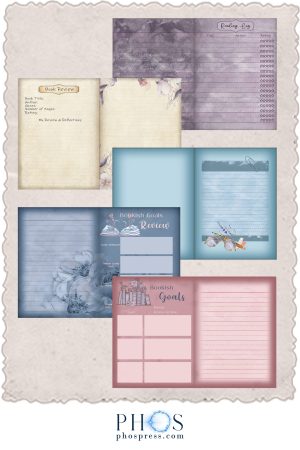 Reading Log
Book Review
Book Title:
Author:
Genre:
Number of Pages:
Rating:
My Review & Reflections
Bookish Goals
Review
Bookish
Goals
PHOS
phospress.com